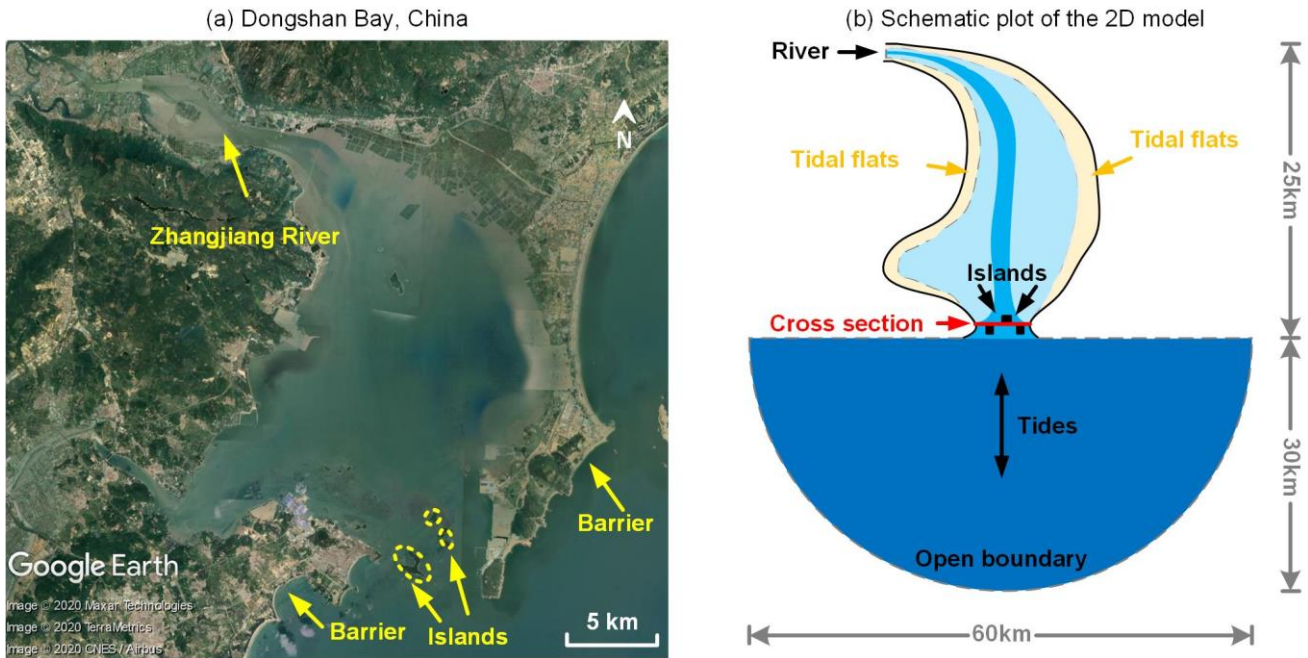 (a) Dongshan Bay, China
N
Zhangjiang River
Barrier
Barrier
Islands
5 km
Google Earth
Image © 2020 Maxar Technologies
Image © 2020 TerraMetrics
Image © 2020 CNES / Airbus
(b) Schematic plot of the 2D model
River
Tidal flats
Tidal flats
Islands
Cross section
Tides
Open boundary
25km
30km
60km